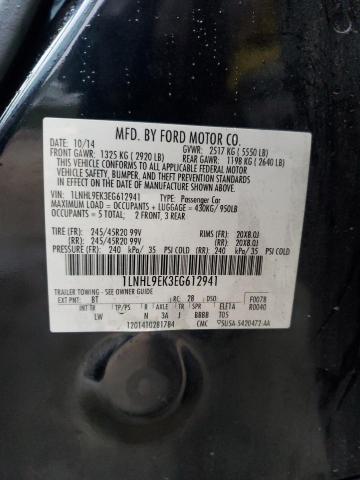 MFD. BY FORD MOTOR CO.
10/14 GVWR: 2517 KG ( 5550 LB)
FRONT GAWR: 1325 KG ( 2920 LB) REAR GAWR: 1198 KG ( 2640 LB)
THIS VEHICLE CONFORMS TO ALL APPLICABLE FEDERAL MOTOR
VEHICLE SAFETY, BUMPER, AND THEFT PREVENTION STANDARDS
IN EFFECT ON THE DATE OF MANUFACTURE SHOWN ABOVE.
VIN: 1LNHL9EK3EG612941 TYPE: Passenger Car
MAXIMUM LOAD = OCCUPANTS + LUGGAGE = 430KG/ 950LB
OCCUPANTS = 5 TOTAL: 2 FRONT, 3 REAR
TIRE (FR): 245/45R20 99V RIMS (FR): 20X8.0J
(RR): 245/45R20 99V (RR): 20X8.0J
PRESSURE (FR): 240 kPa/ 35 PSI COLD (RR): 240 kPa/ 35 PSI COLD
1LNHL9EK3EG612941
TRAILER TOWING - SEE OWNER GUIDE
EXT PNT: BT RC: 28 DSO: F0078
INT TR TP/PS R AXLE TR SPR ELE1A R0040
LW N 3A J BBBB T05
12014102817B4 CMC 5U5A-5420472-AA